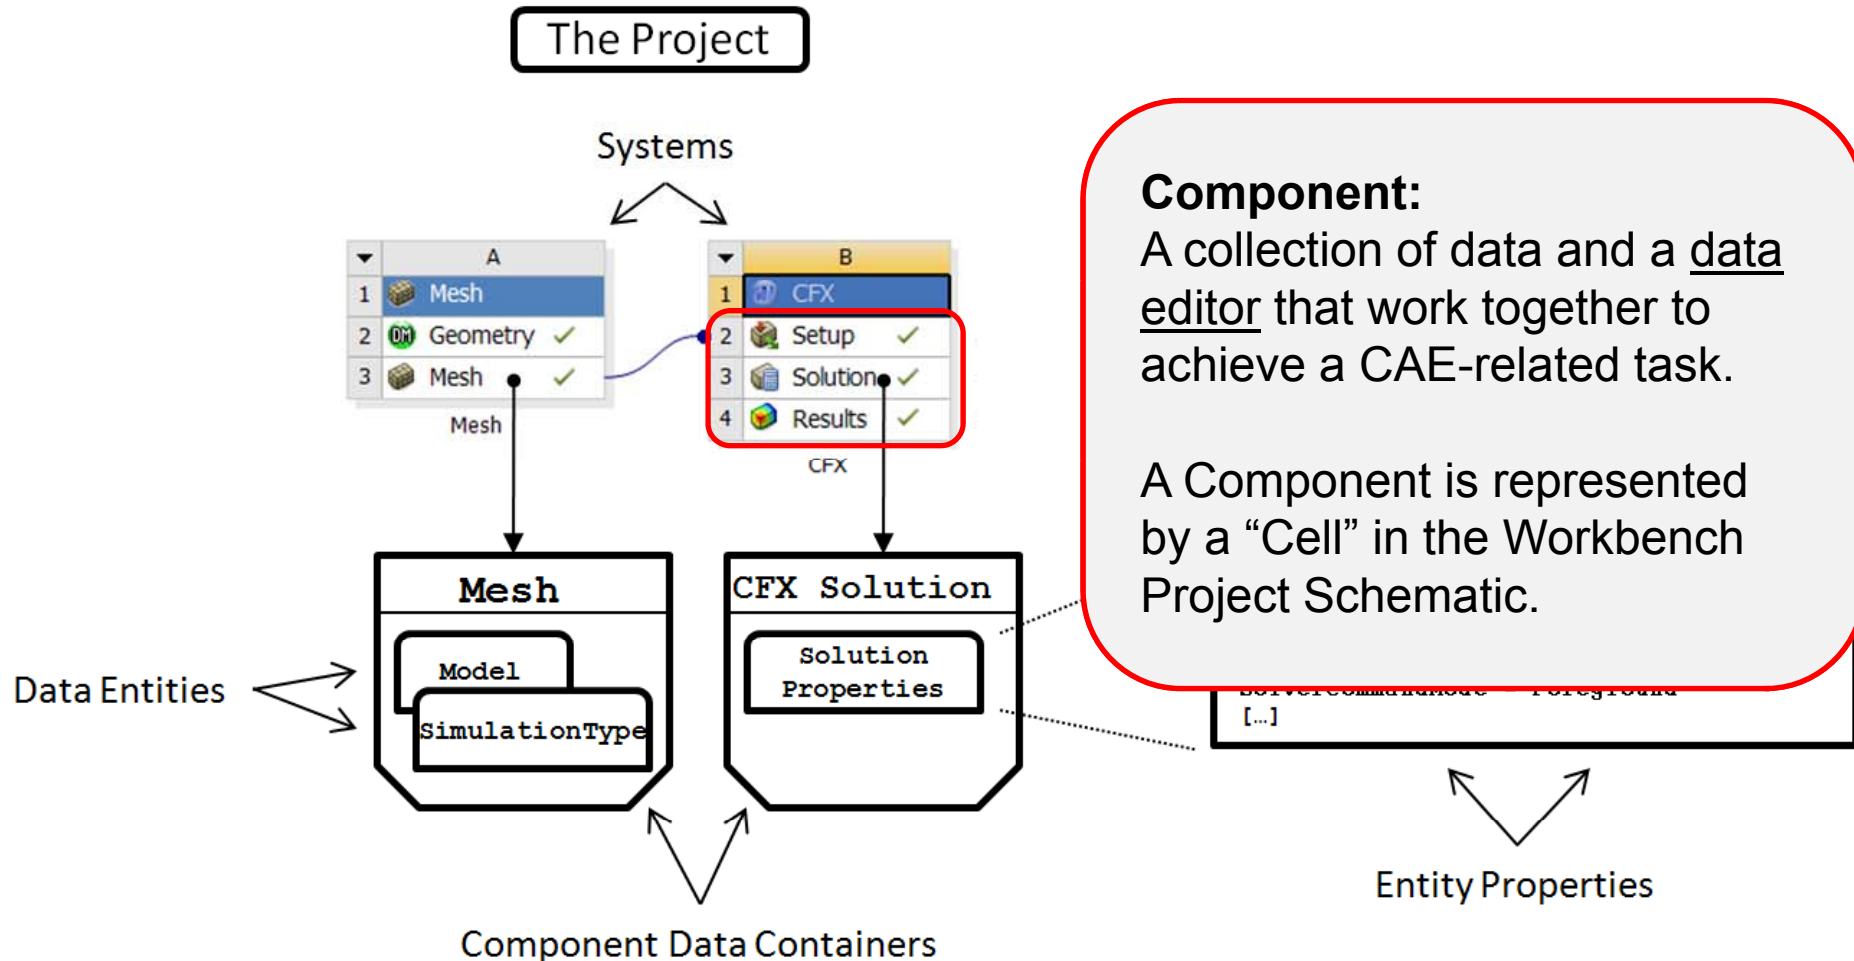 The Project
Systems
A
1 Mesh
2 DM Geometry
3 Mesh
Mesh
B
1 CFX
2 Setup
3 Solution
4 Results
CFX
Component:
A collection of data and a data
editor that work together to
achieve a CAE-related task.
A Component is represented
by a “Cell” in the Workbench
Project Schematic.
Mesh
Model
SimulationType
CFX Solution
Solution
Properties
[…]
Data Entities
Component Data Containers
Entity Properties